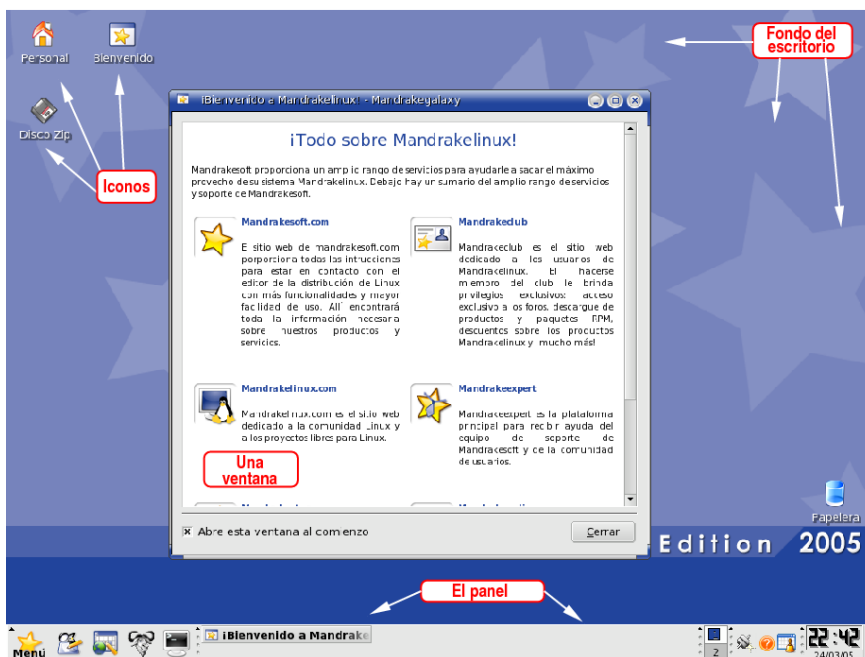 Personal
Bienvenido
Disco Zip
Iconos
Fondo del
escritorio
¡Bienvenido a Mandrakelinux! - Mandrakegalaxy
¡Todo sobre Mandrakelinux!
Mandrakesoft proporciona un amplio rango de servicios para ayudarle a sacar el máximo
provecho de su sistema Mandrakelinux. Debajo hay un sumario del amplio rango de servicios
y soporte de Mandrakesoft.
Mandrakesoft.com
El sitio web de mandrakesoft.com
porporciona todas las intrucciones
para estar en contacto con el
editor de la distribución de Linux
con más funcionalidades y mayor
facilidad de uso. Allí encontrará
toda la información necesaria
sobre nuestros productos y
servicios.
Mandrakeclub
Mandrakeclub es el sitio web
dedicado a los usuarios de
Mandrakelinux. El hacerse
miembro del club le brinda
privilegios exclusivos: acceso
exclusivo a os foros, descargue de
productos y paquetes RPM,
descuentos sobre los productos
Mandrakelinux y mucho más!
Mandrakelinux.com
Mandrakelinux.com es el sitio web
dedicado a la comunidad Linux y
a los proyectos libres para Linux.
Mandrakeexpert
Mandrakeexpert es la plataforma
principal para recibir ayuda del
equipo de soporte de
Mandrakesoft y de la comunidad
de usuarios.
Una
ventana
Abre esta ventana al comienzo
Cerrar
Papelera
Edition 2005
El panel
Menú
¡Bienvenido a Mandrake
2
22:42
24/03/05